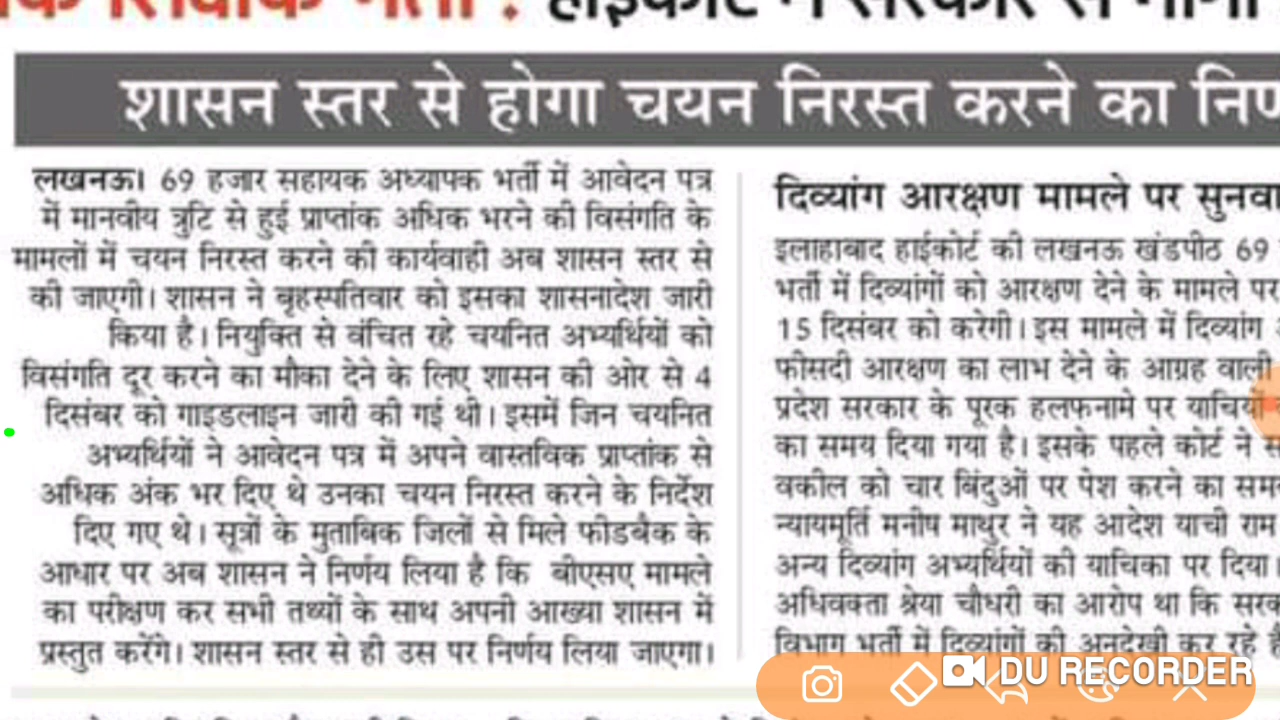 हाईकोर्ट ने सरकार से मांगा
शासन स्तर से होगा चयन निरस्त करने का
लखनऊ। 69 हजार सहायक अध्यापक भर्ती में आवेदन पत्र
में मानवीय त्रुटि से हुई प्राप्तांक अधिक भरने की विसंगति के
मामलों में चयन निरस्त करने की कार्यवाही अब शासन स्तर से
की जाएगी। शासन ने बृहस्पतिवार को इसका शासनादेश जारी
किया है। नियुक्ति से वंचित रहे चयनित अभ्यर्थियों को
विसंगति दूर करने का मौका देने के लिए शासन की ओर से 4
दिसंबर को गाइडलाइन जारी की गई थी। इसमें जिन चयनित
अभ्यर्थियों ने आवेदन पत्र में अपने वास्तविक प्राप्तांक से
अधिक अंक भर दिए थे उनका चयन निरस्त करने के निर्देश
दिए गए थे। सूत्रों के मुताबिक जिलों से मिले फीडबैक के
आधार पर अब शासन ने निर्णय लिया है कि बीएसए मामले
का परीक्षण कर सभी तथ्यों के साथ अपनी आख्या शासन में
प्रस्तुत करेंगे। शासन स्तर से ही उस पर निर्णय लिया जाएगा।
दिव्यांग आरक्षण मामले पर
इलाहाबाद हाईकोर्ट की लखनऊ खंडपीठ 69
भर्ती में दिव्यांगों को आरक्षण देने के मामले पर
15 दिसंबर को करेगी। इस मामले में दिव्यांग
फीसदी आरक्षण का लाभ देने के आग्रह वाली
प्रदेश सरकार के पूरक हलफनामे पर याचियों
का समय दिया गया है। इसके पहले कोर्ट ने
वकील को चार बिंदुओं पर पेश करने का
न्यायमूर्ति मनीष माथुर ने यह आदेश याची राम
अन्य दिव्यांग अभ्यर्थियों की याचिका पर दिया।
अधिवक्ता श्रेया चौधरी का आरोप था कि
विभाग भर्ती में दिव्यांगों की अनदेखी कर रहे
DU RECORDER